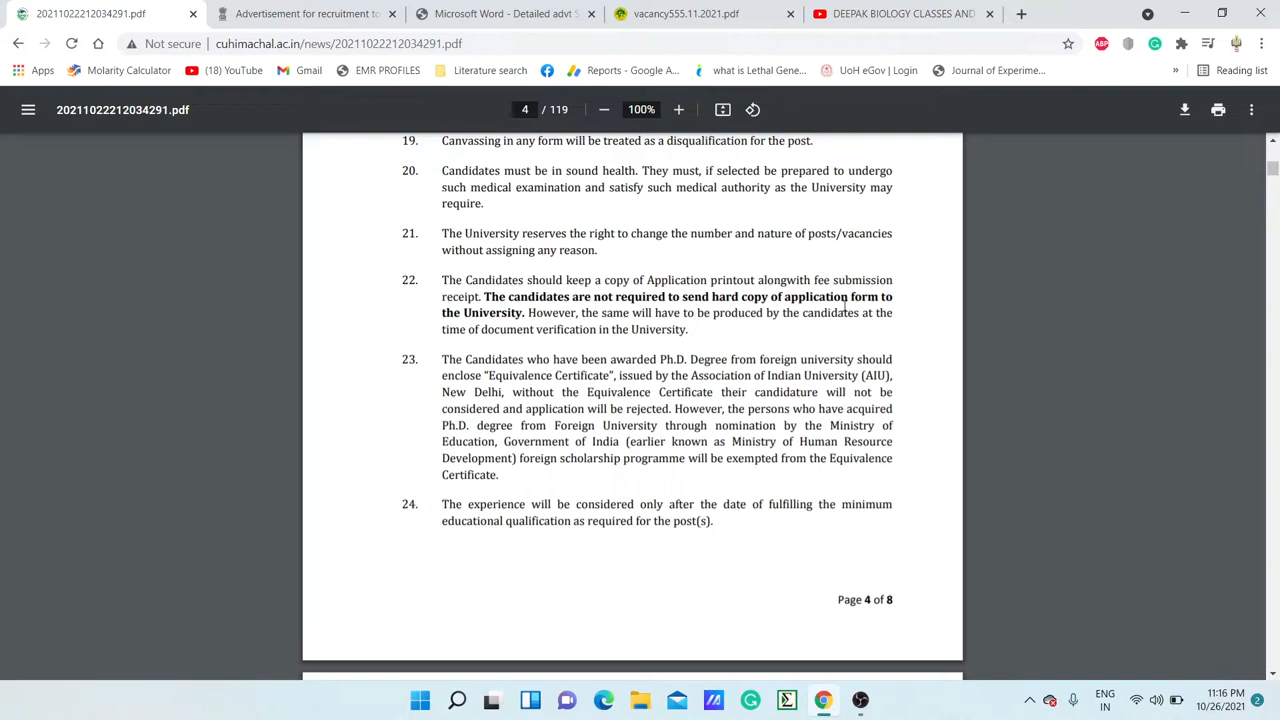 20211022212034291.pdf
Advertisement for recruitment to
Microsoft Word - Detailed advt 5
vacancy555.11.2021.pdf
DEEPAK BIOLOGY CLASSES AND
Not secure
cuhimachal.ac.in/news/20211022212034291.pdf
ABP
Apps
Molarity Calculator
(18) YouTube
Gmail
EMR PROFILES
Literature search
Reports - Google A...
what is Lethal Gene...
UoH eGov | Login
Journal of Experime...
»
Reading list
20211022212034291.pdf
4 / 119
100%
19. Canvassing in any form will be treated as a disqualification for the post.
20. Candidates must be in sound health. They must, if selected be prepared to undergo
such medical examination and satisfy such medical authority as the University may
require.
21. The University reserves the right to change the number and nature of posts/vacancies
without assigning any reason.
22. The Candidates should keep a copy of Application printout alongwith fee submission
receipt. The candidates are not required to send hard copy of application form to
the University. However, the same will have to be produced by the candidates at the
time of document verification in the University.
23. The Candidates who have been awarded Ph.D. Degree from foreign university should
enclose “Equivalence Certificate”, issued by the Association of Indian University (AIU),
New Delhi, without the Equivalence Certificate their candidature will not be
considered and application will be rejected. However, the persons who have acquired
Ph.D. degree from Foreign University through nomination by the Ministry of
Education, Government of India (earlier known as Ministry of Human Resource
Development) foreign scholarship programme will be exempted from the Equivalence
Certificate.
24. The experience will be considered only after the date of fulfilling the minimum
educational qualification as required for the post(s).
Page 4 of 8
ENG
IN
11:16 PM
10/26/2021
2